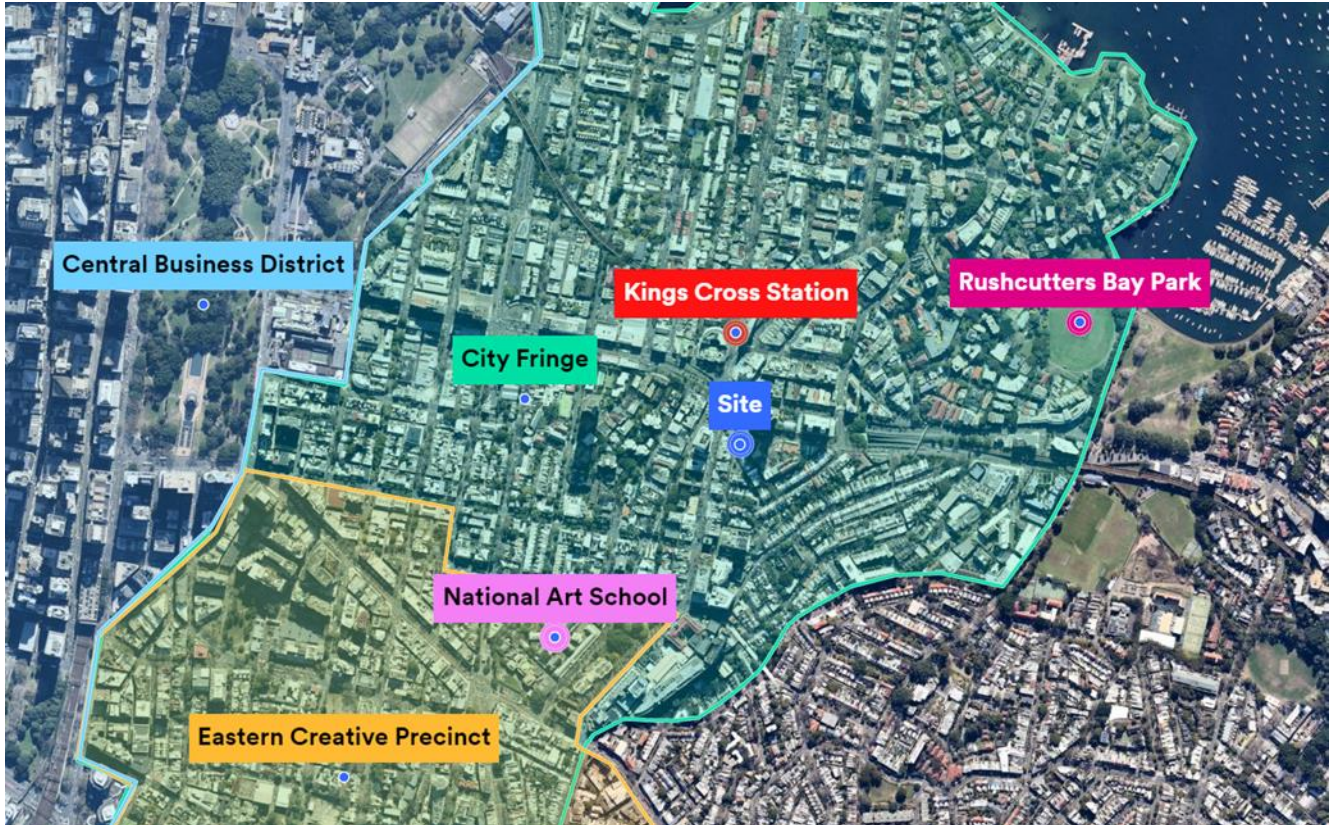 Central Business District
Kings Cross Station
Rushcutters Bay Park
City Fringe
Site
National Art School
Eastern Creative Precinct